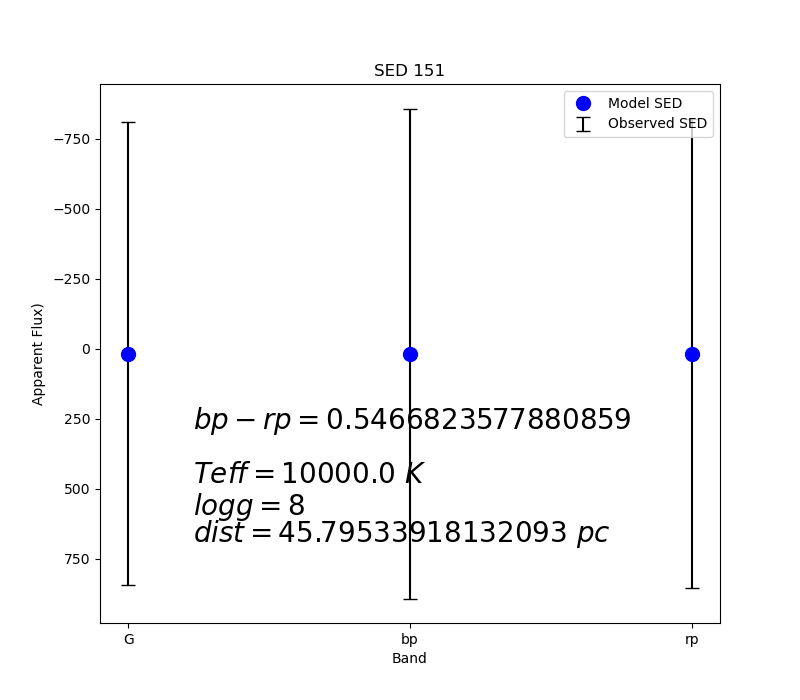 SED 151
Model SED
Observed SED
Apparent Flux)
−750
−500
−250
0
250
500
750
bp − rp = 0.5466823577880859
Teff = 10000.0 K
logg = 8
dist = 45.79533918132093 pc
G
bp
rp
Band